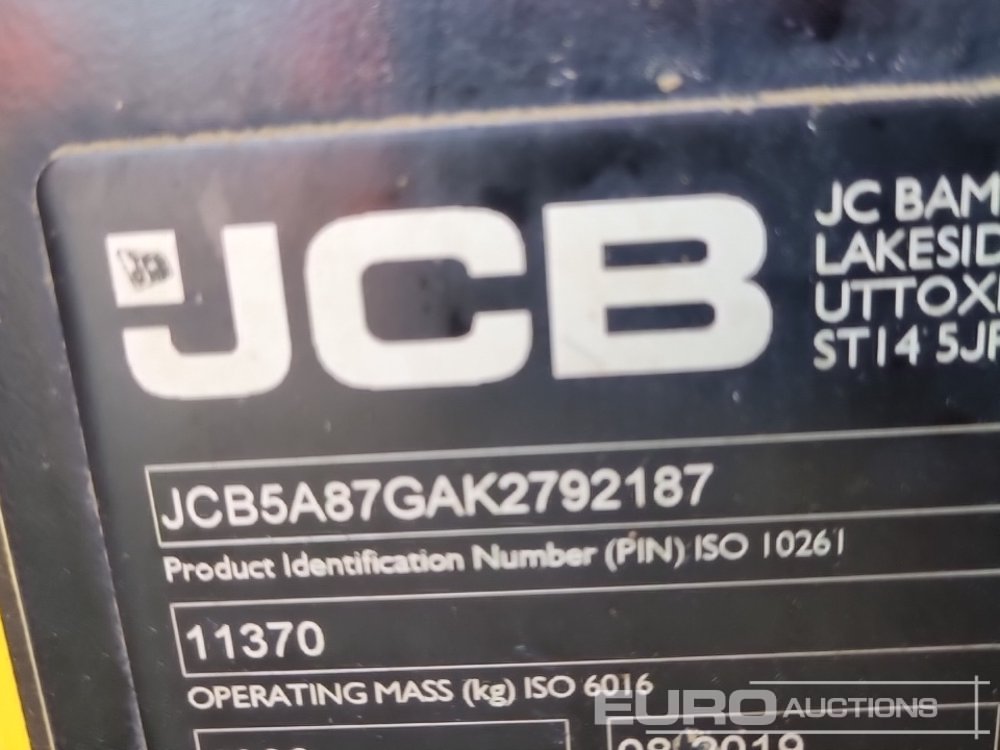 JCB
JC BAM
LAKESID
UTTOX
ST14 5J
JCB5A87GAK2792187
Product Identification Number (PIN) ISO 10261
11370
OPERATING MASS (kg) ISO 6016
EURO AUCTIONS